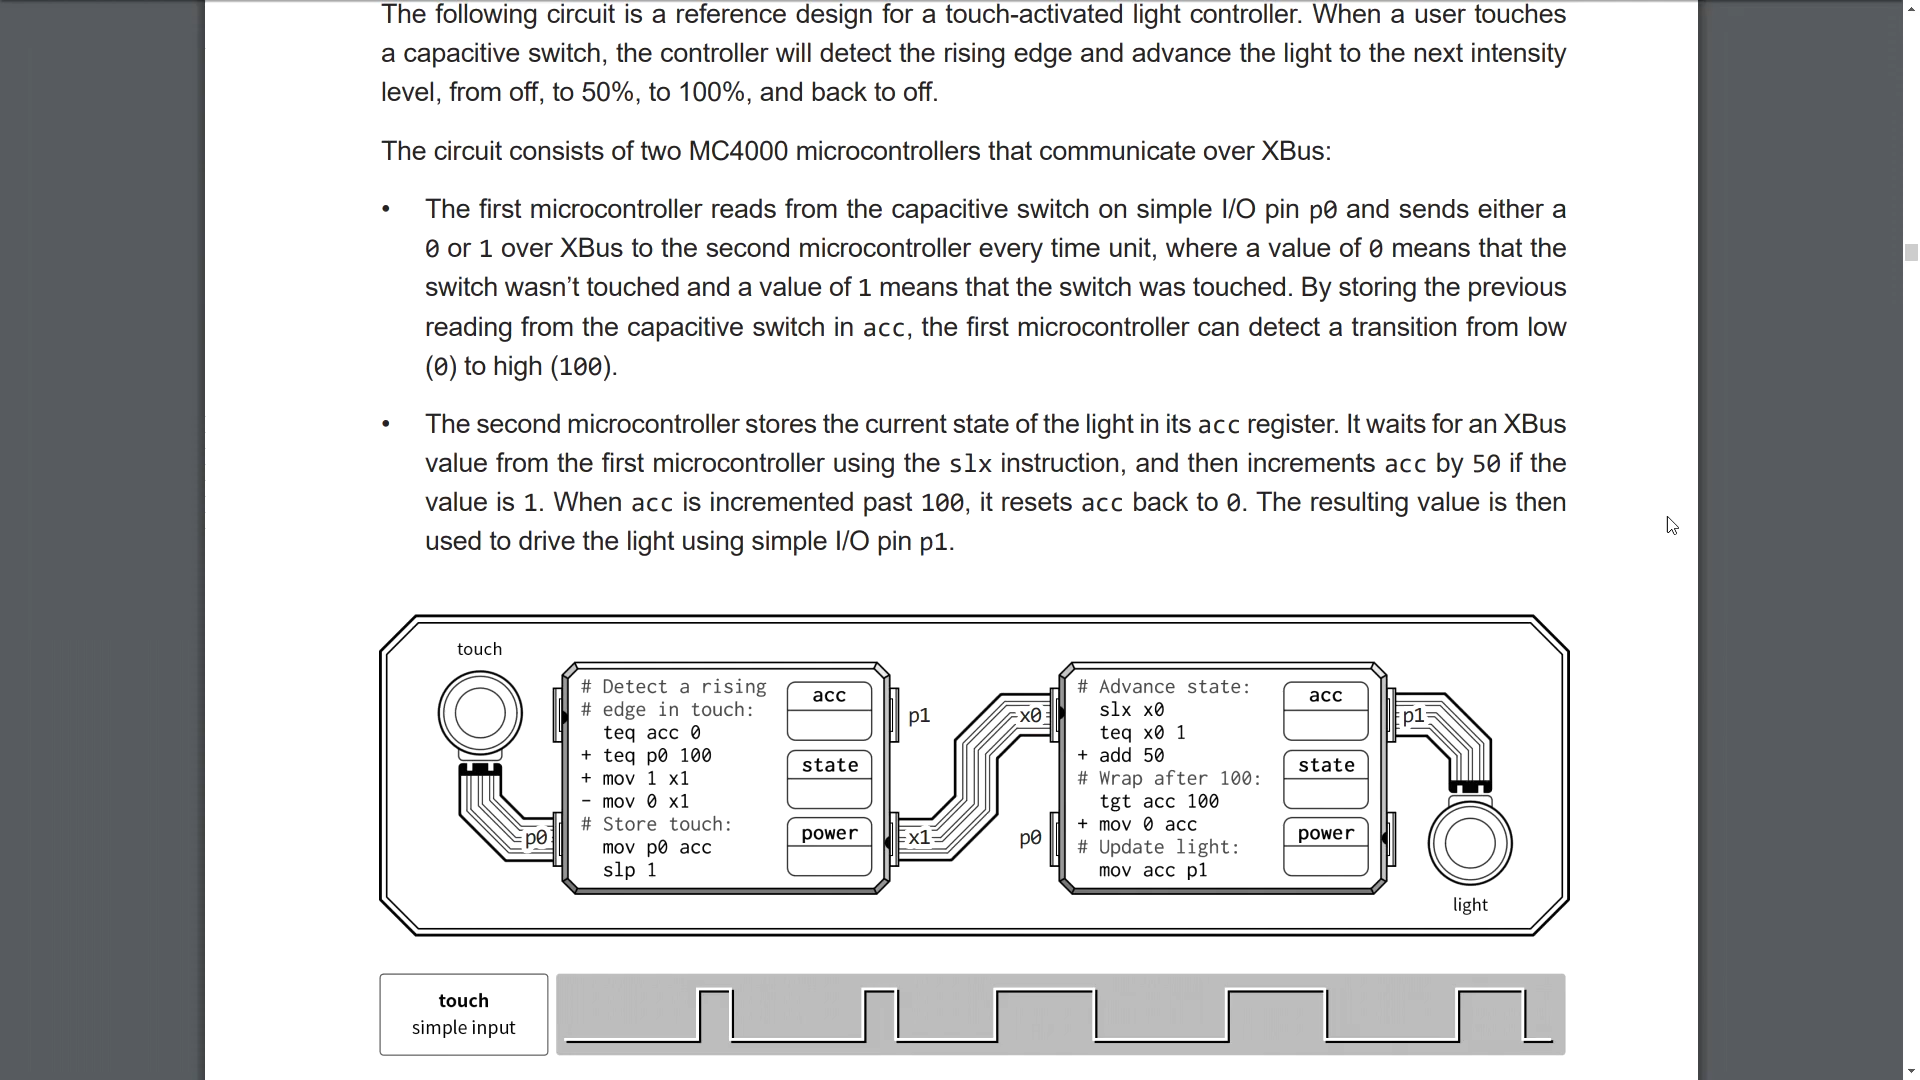 The following circuit is a reference design for a touch-activated light controller. When a user touches
a capacitive switch, the controller will detect the rising edge and advance the light to the next intensity
level, from off, to 50%, to 100%, and back to off.
The circuit consists of two MC4000 microcontrollers that communicate over XBus:
• The first microcontroller reads from the capacitive switch on simple I/O pin p0 and sends either a
0 or 1 over XBus to the second microcontroller every time unit, where a value of 0 means that the
switch wasn’t touched and a value of 1 means that the switch was touched. By storing the previous
reading from the capacitive switch in acc, the first microcontroller can detect a transition from low
(0) to high (100).
• The second microcontroller stores the current state of the light in its acc register. It waits for an XBus
value from the first microcontroller using the slx instruction, and then increments acc by 50 if the
value is 1. When acc is incremented past 100, it resets acc back to 0. The resulting value is then
used to drive the light using simple I/O pin p1.
touch
p0
# Detect a rising
# edge in touch:
teq acc 0
+ teq p0 100
+ mov 1 x1
- mov 0 x1
# Store touch:
mov p0 acc
slp 1
acc
state
power
p1
x1
x0
p0
# Advance state:
slx x0
teq x0 1
+ add 50
# Wrap after 100:
tgt acc 100
+ mov 0 acc
# Update light:
mov acc p1
acc
state
power
p1
light
touch
simple input